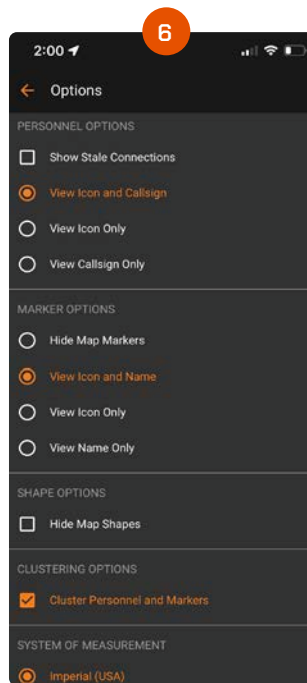 6
2:00
Options
PERSONNEL OPTIONS
Show Stale Connections
View Icon and Callsign
View Icon Only
View Callsign Only
MARKER OPTIONS
Hide Map Markers
View Icon and Name
View Icon Only
View Name Only
SHAPE OPTIONS
Hide Map Shapes
CLUSTERING OPTIONS
Cluster Personnel and Markers
SYSTEM OF MEASUREMENT
Imperial (USA)